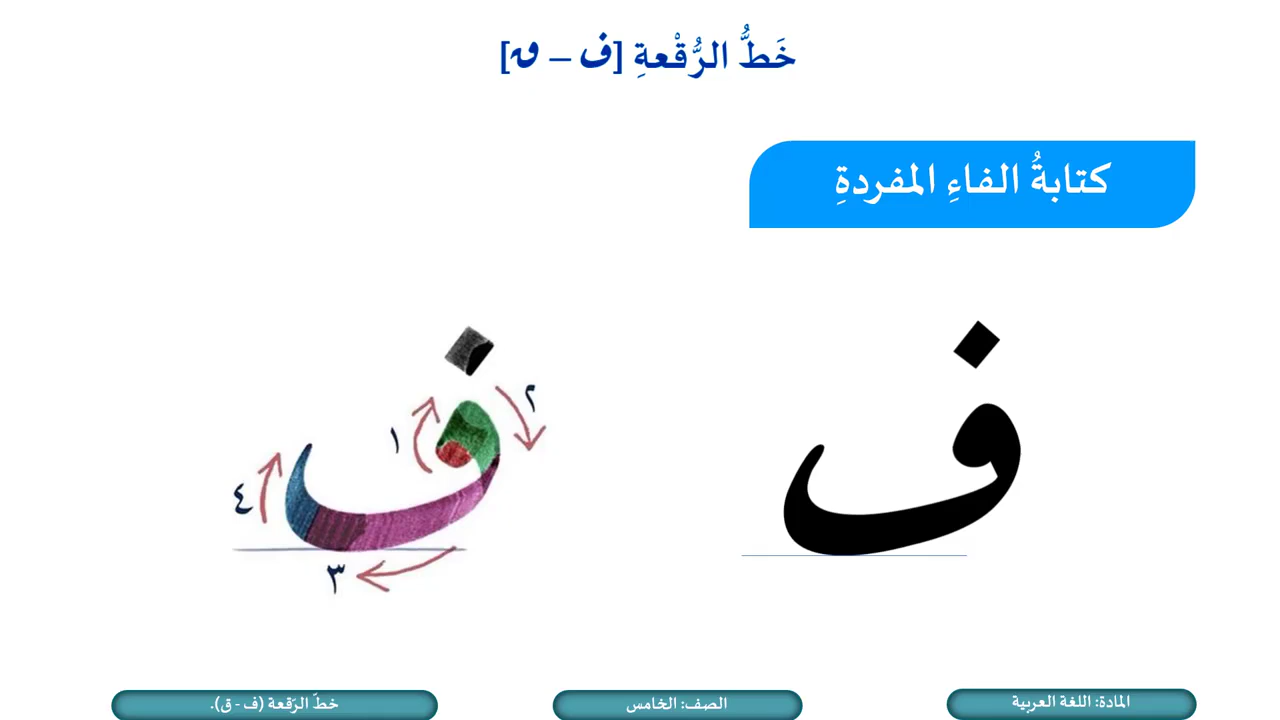 خَطُّ الرُّقْعةِ [ف – ق]
كتابةُ الفاءِ المفردةِ
ف
ف
١
٢
٣
٤
المادة: اللغة العربية
الصف: الخامس
خطّ الرّقعة (ف - ق).